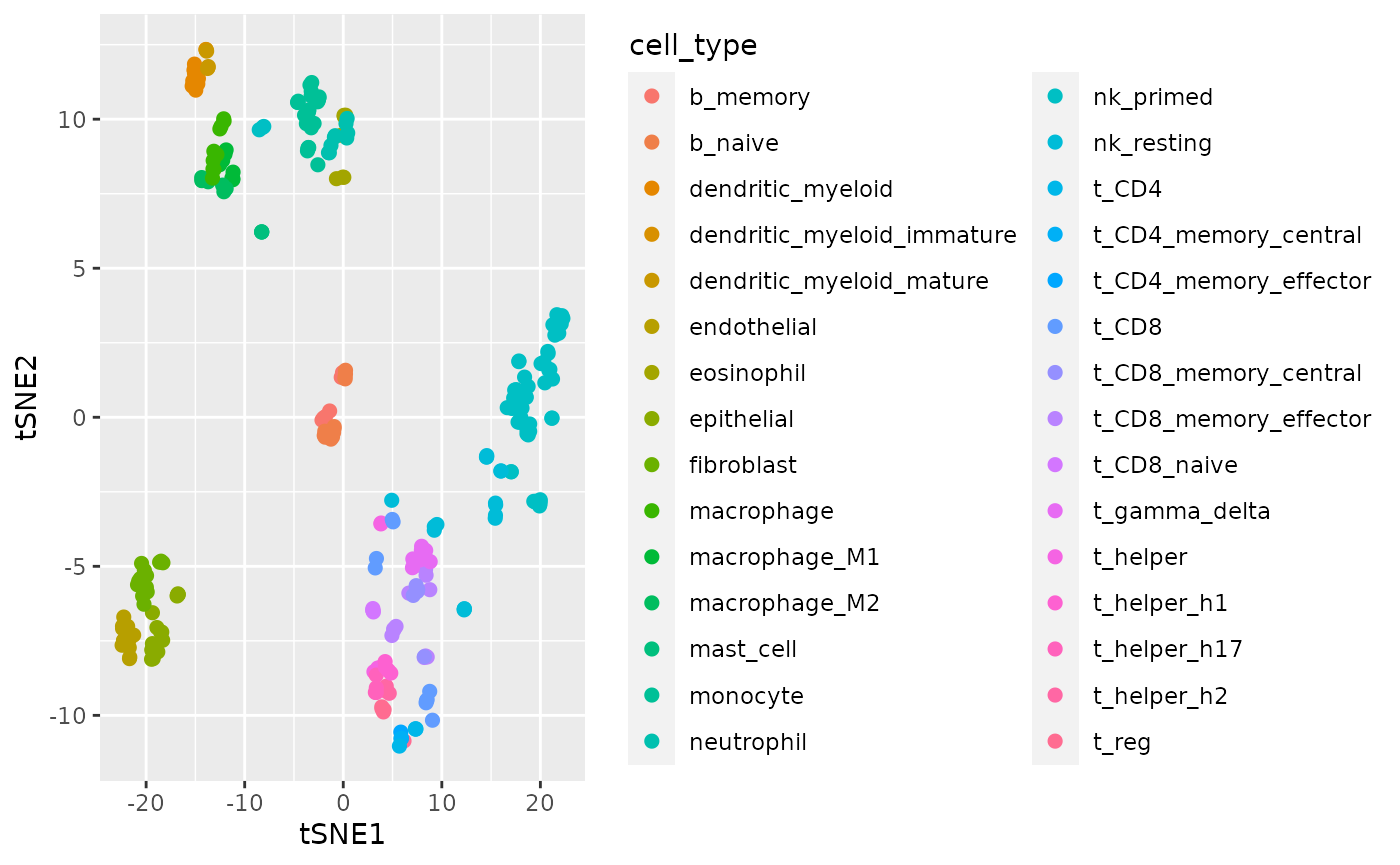 cell_type
b_memory
b_naive
dendritic_myeloid
dendritic_myeloid_immature
dendritic_myeloid_mature
endothelial
eosinophil
epithelial
fibroblast
macrophage
macrophage_M1
macrophage_M2
mast_cell
monocyte
neutrophil
nk_primed
nk_resting
t_CD4
t_CD4_memory_central
t_CD4_memory_effector
t_CD8
t_CD8_memory_central
t_CD8_memory_effector
t_CD8_naive
t_gamma_delta
t_helper
t_helper_h1
t_helper_h17
t_helper_h2
t_reg
tSNE2
10
5
0
-5
-10
-20 -10 0 10 20
tSNE1